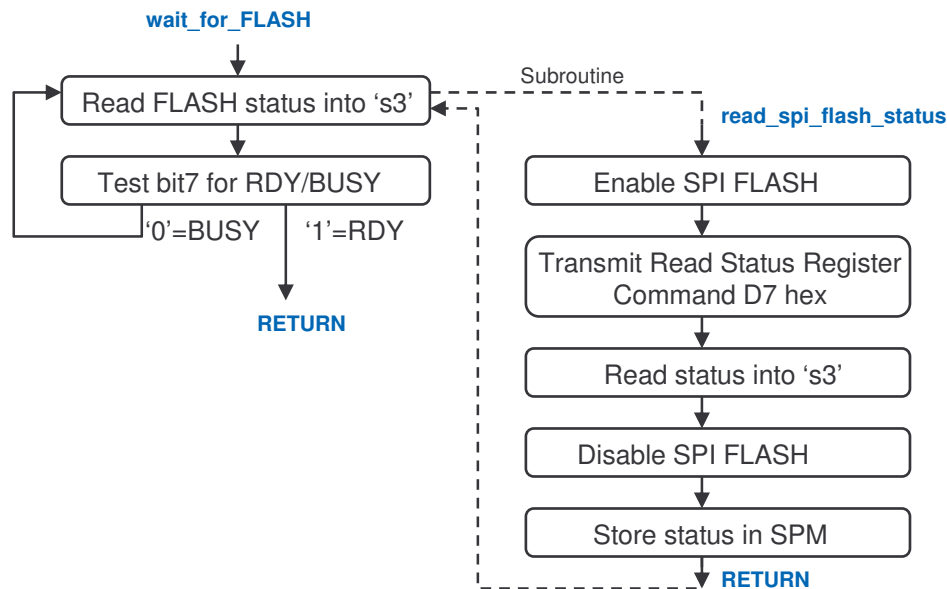 wait_for_FLASH
Read FLASH status into ‘s3’
Test bit7 for RDY/BUSY
‘0’=BUSY
‘1’=RDY
RETURN
Subroutine
read_spi_flash_status
Enable SPI FLASH
Transmit Read Status Register
Command D7 hex
Read status into ‘s3’
Disable SPI FLASH
Store status in SPM
RETURN